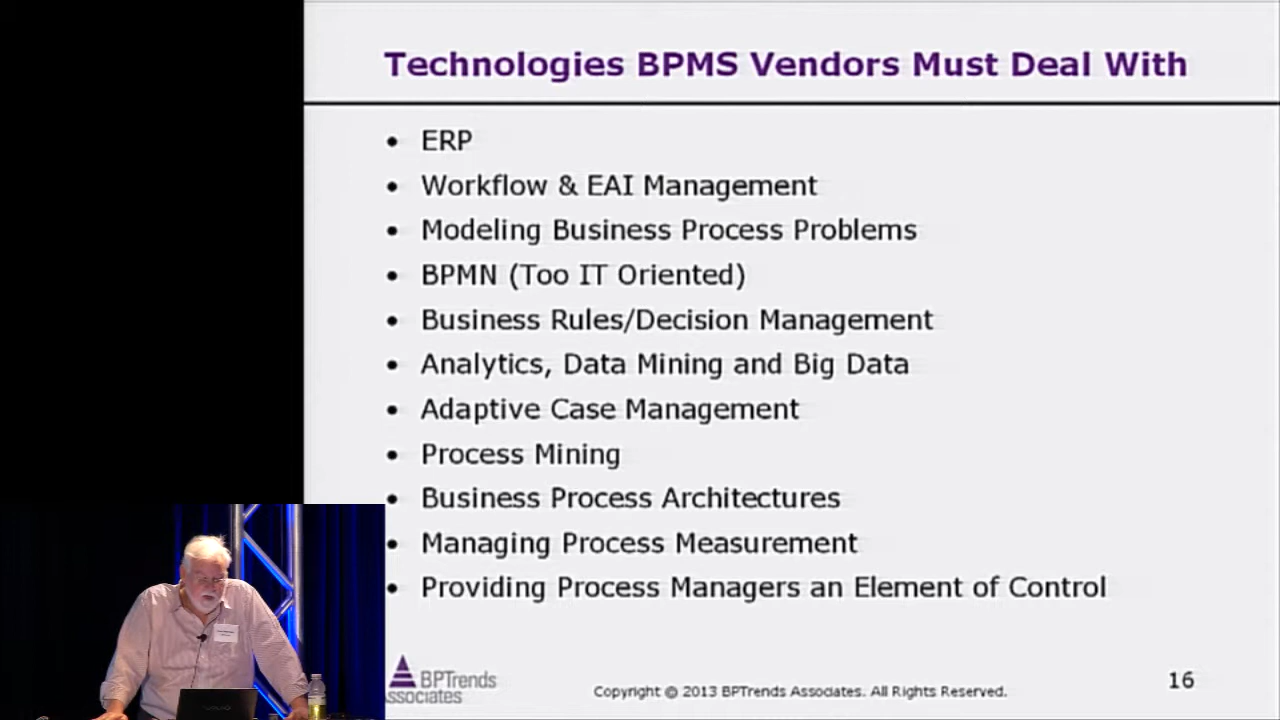 Technologies BPMS Vendors Must Deal With
• ERP
• Workflow & EAI Management
• Modeling Business Process Problems
• BPMN (Too IT Oriented)
• Business Rules/Decision Management
• Analytics, Data Mining and Big Data
• Adaptive Case Management
• Process Mining
• Business Process Architectures
• Managing Process Measurement
• Providing Process Managers an Element of Control
BPTrends
ssociates
Copyright © 2013 BPTrends Associates. All Rights Reserved.
16
VAIO